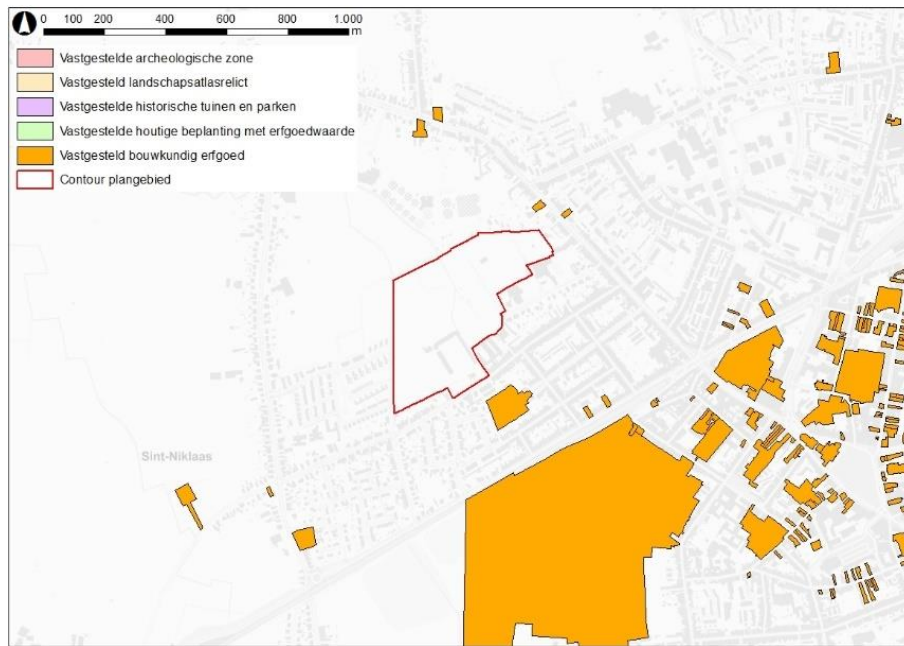 0 100 200 400 600 800 1.000
m
Vastgestelde archeologische zone
Vastgesteld landschapsatlasrelict
Vastgestelde historische tuinen en parken
Vastgestelde houtige beplanting met erfgoedwaarde
Vastgesteld bouwkundig erfgoed
Contour plangebied
Sint-Niklaas